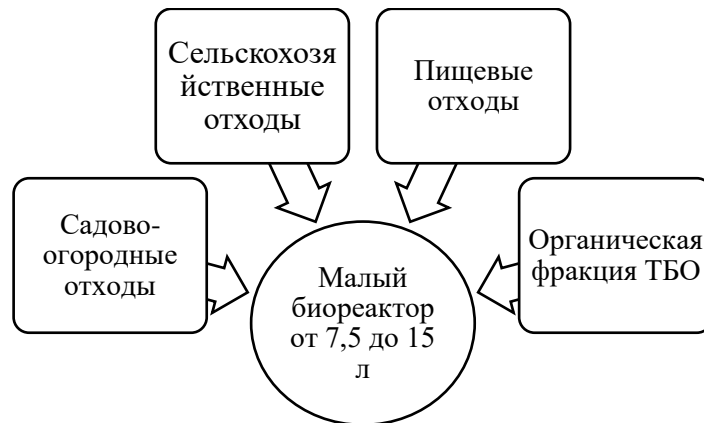 Сельскохозя
йственные
отходы
Пищевые
отходы
Садово-
огородные
отходы
Органическая
фракция ТБО
Малый
биореактор
от 7,5 до 15
л